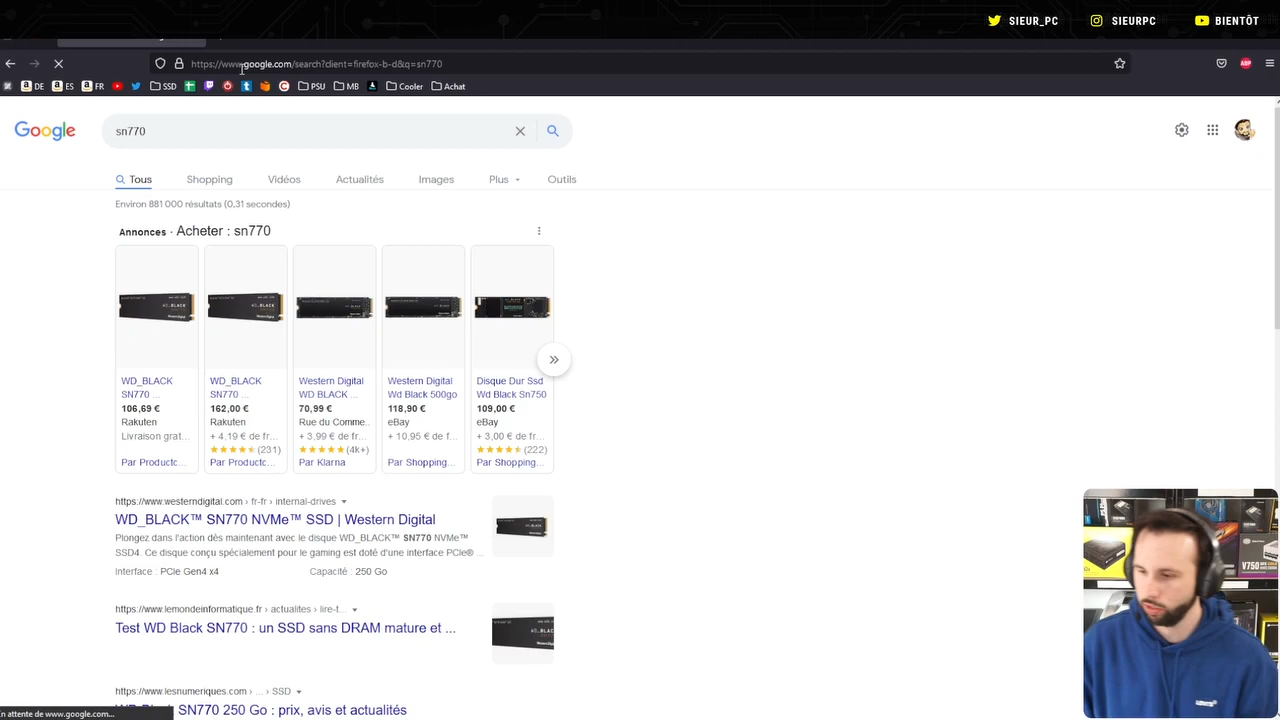 SIEUR_PC
SIEURPC
BIENTÔT
https://www.google.com/search?client=firefox-b-d&q=sn770
DE
ES
FR
SSD
PSU
MB
Cooler
Achat
Google
sn770
Tous
Shopping
Vidéos
Actualités
Images
Plus
Outils
Environ 881 000 résultats (0,31 secondes)
Annonces · Acheter : sn770
WD_BLACK
SN770 ...
106,69 €
Rakuten
Livraison grat...
Par Productc...
WD_BLACK
SN770 ...
162,00 €
Rakuten
+ 4,19 € de fr...
(231)
Par Productc...
Western Digital
WD BLACK ...
70,99 €
Rue du Comme..
+ 3,99 € de fr...
(4k+)
Par Klarna
Western Digital
Wd Black 500go
118,90 €
eBay
+ 10,95 € de f...
Par Shopping...
Disque Dur Ssd
Wd Black Sn750
109,00 €
eBay
+ 3,00 € de fr...
(222)
Par Shopping...
https://www.westerndigital.com › fr-fr › internal-drives
WD_BLACK™ SN770 NVMe™ SSD | Western Digital
Plongez dans l'action dès maintenant avec le disque WD_BLACK™ SN770 NVMe™
SSD4. Ce disque conçu spécialement pour le gaming est doté d'une interface PCIe® ...
Interface : PCIe Gen4 x4
Capacité : 250 Go
https://www.lemondeinformatique.fr › actualites › lire-t...
Test WD Black SN770 : un SSD sans DRAM mature et ...
https://www.lesnumeriques.com › ... › SSD
SN770 250 Go : prix, avis et actualités
En attente de www.google.com...
V750